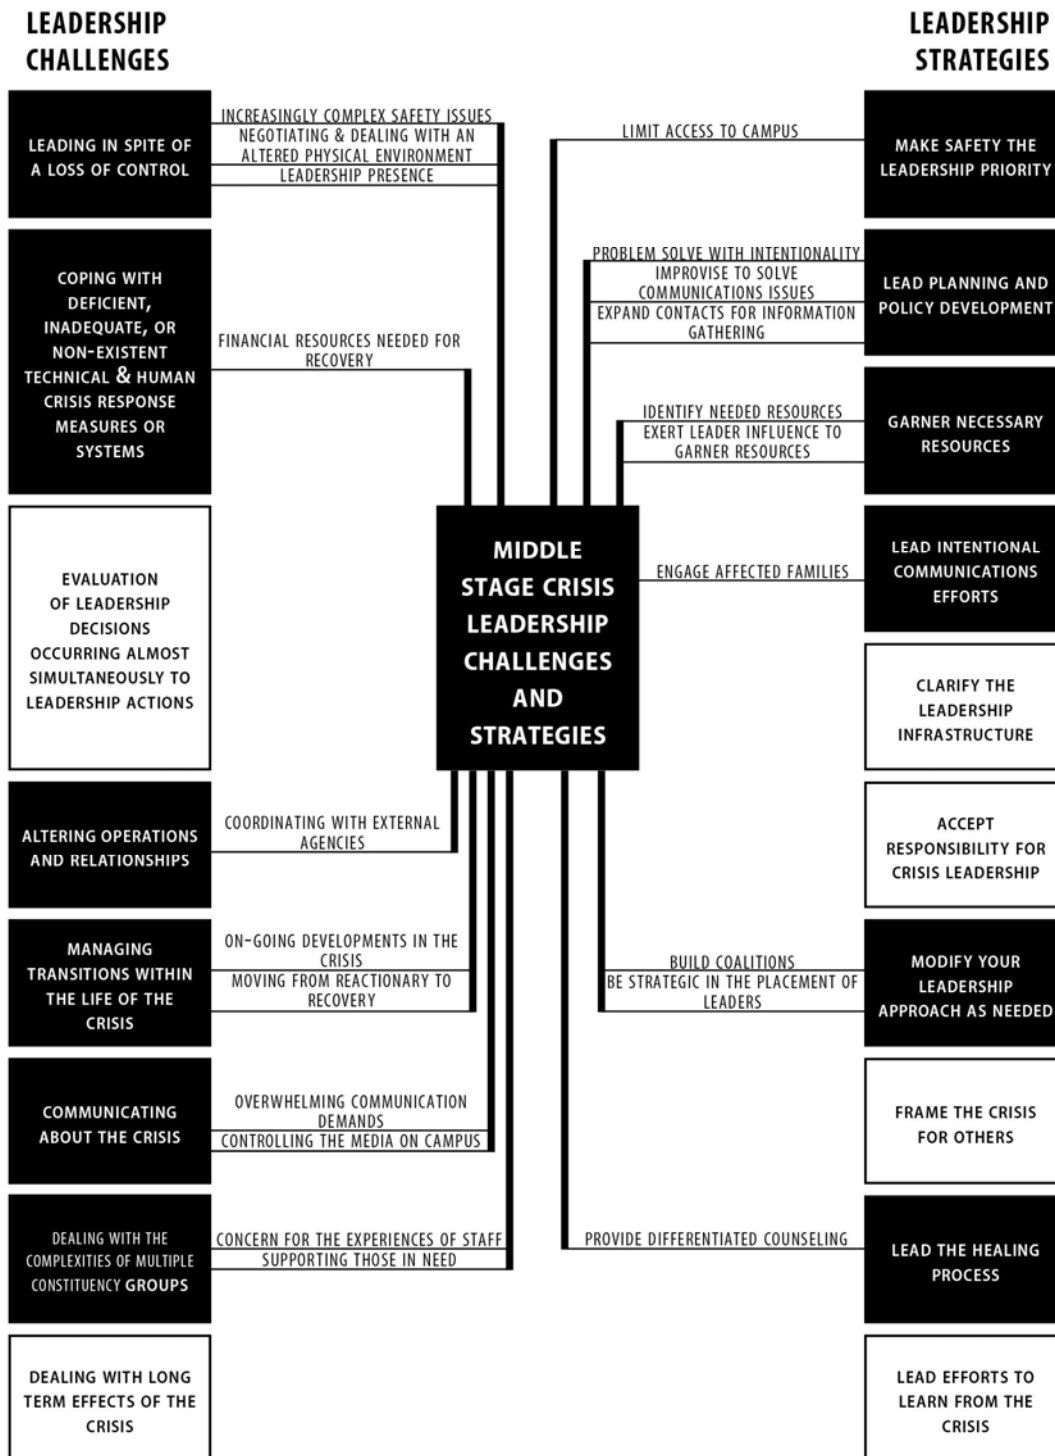 LEADERSHIP
CHALLENGES
LEADERSHIP
STRATEGIES
LEADING IN SPITE OF
A LOSS OF CONTROL
INCREASINGLY COMPLEX SAFETY ISSUES
NEGOTIATING & DEALING WITH AN
ALTERED PHYSICAL ENVIRONMENT
LEADERSHIP PRESENCE
LIMIT ACCESS TO CAMPUS
MAKE SAFETY THE
LEADERSHIP PRIORITY
COPING WITH
DEFICIENT,
INADEQUATE, OR
NON-EXISTENT
TECHNICAL & HUMAN
CRISIS RESPONSE
MEASURES OR
SYSTEMS
FINANCIAL RESOURCES NEEDED FOR
RECOVERY
PROBLEM SOLVE WITH INTENTIONALITY
IMPROVISE TO SOLVE
COMMUNICATIONS ISSUES
EXPAND CONTACTS FOR INFORMATION
GATHERING
LEAD PLANNING AND
POLICY DEVELOPMENT
IDENTIFY NEEDED RESOURCES
EXERT LEADER INFLUENCE TO
GARNER RESOURCES
GARNER NECESSARY
RESOURCES
EVALUATION
OF LEADERSHIP
DECISIONS
OCCURRING ALMOST
SIMULTANEOUSLY TO
LEADERSHIP ACTIONS
MIDDLE
STAGE CRISIS
LEADERSHIP
CHALLENGES
AND
STRATEGIES
ENGAGE AFFECTED FAMILIES
LEAD INTENTIONAL
COMMUNICATIONS
EFFORTS
CLARIFY THE
LEADERSHIP
INFRASTRUCTURE
ALTERING OPERATIONS
AND RELATIONSHIPS
COORDINATING WITH EXTERNAL
AGENCIES
ACCEPT
RESPONSIBILITY FOR
CRISIS LEADERSHIP
MANAGING
TRANSITIONS WITHIN
THE LIFE OF THE
CRISIS
ON-GOING DEVELOPMENTS IN THE
CRISIS
MOVING FROM REACTIONARY TO
RECOVERY
BUILD COALITIONS
BE STRATEGIC IN THE PLACEMENT OF
LEADERS
MODIFY YOUR
LEADERSHIP
APPROACH AS NEEDED
COMMUNICATING
ABOUT THE CRISIS
OVERWHELMING COMMUNICATION
DEMANDS
CONTROLLING THE MEDIA ON CAMPUS
FRAME THE CRISIS
FOR OTHERS
DEALING WITH THE
COMPLEXITIES OF MULTIPLE
CONSTITUENCY GROUPS
CONCERN FOR THE EXPERIENCES OF STAFF
SUPPORTING THOSE IN NEED
PROVIDE DIFFERENTIATED COUNSELING
LEAD THE HEALING
PROCESS
DEALING WITH LONG
TERM EFFECTS OF THE
CRISIS
LEAD EFFORTS TO
LEARN FROM THE
CRISIS